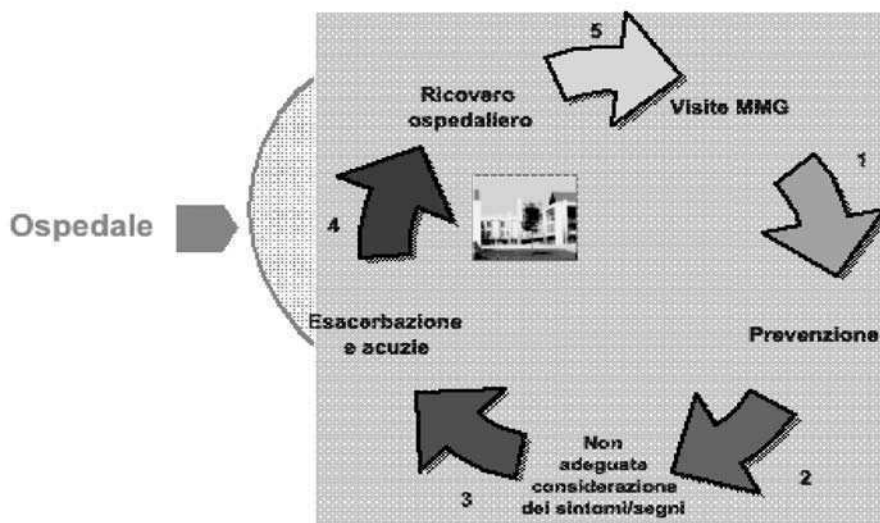 5
Ricovero
ospedaliero
Visite MMG
1
4
Ospedale
Esacerbazione
e acuzie
Prevenzione
Non
adeguata
considerazione
dei sintomi/segni
3
2